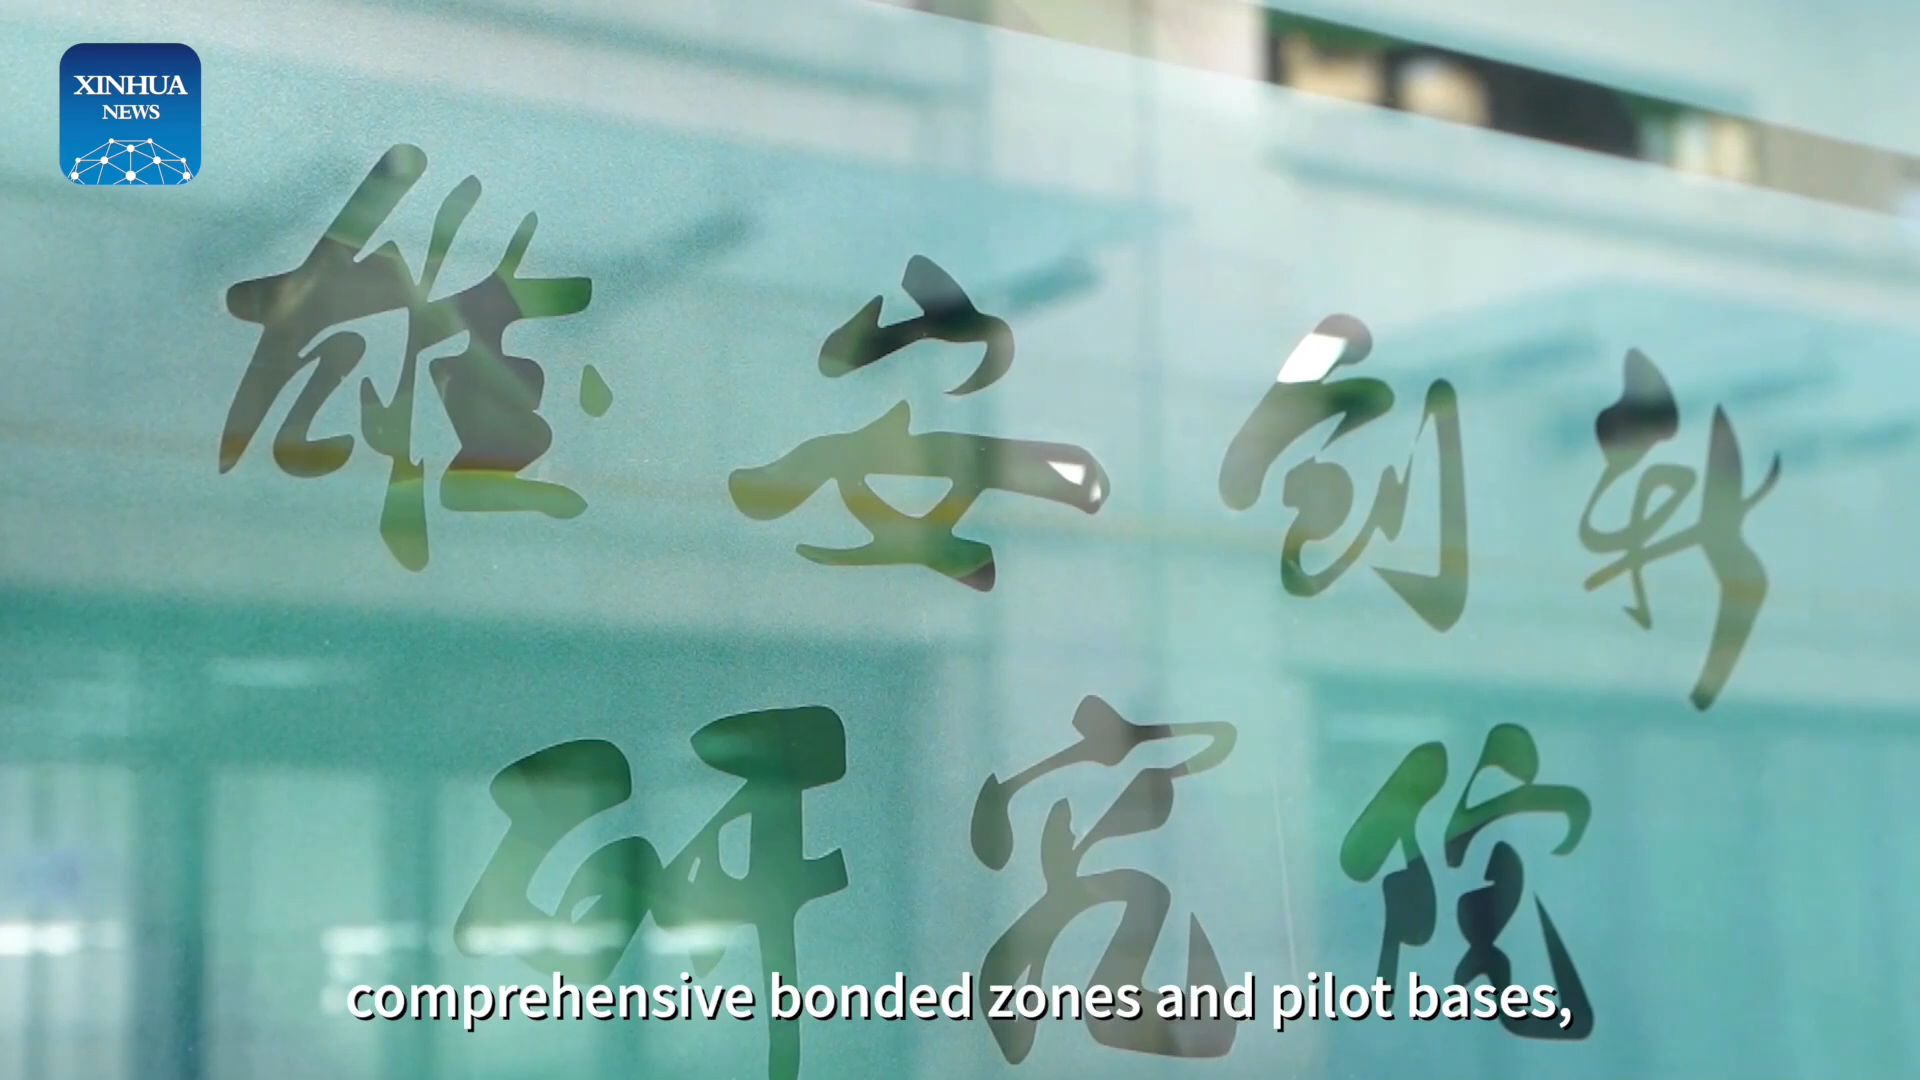 XINHUA
NEWS
雄安创新
研究院
comprehensive bonded zones and pilot bases,